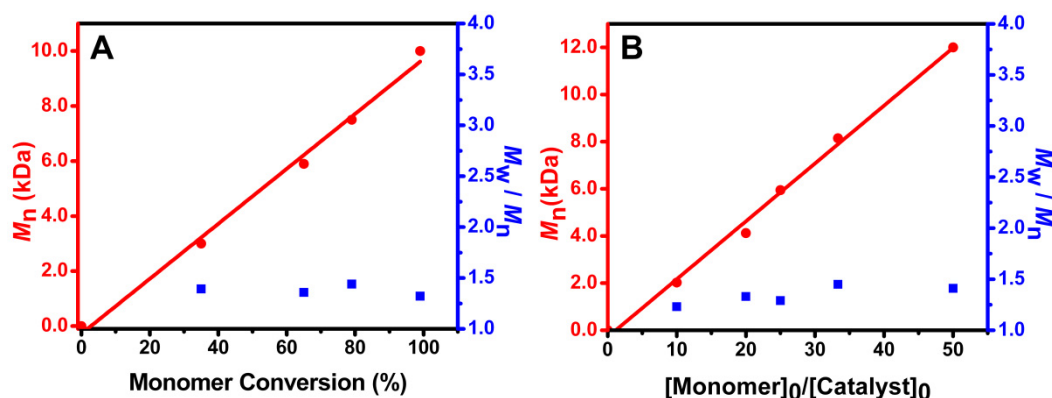 A
10.0
8.0
6.0
4.0
2.0
0.0
Mn (kDa)
0 20 40 60 80 100
Monomer Conversion (%)
4.0
3.5
3.0
2.5
2.0
1.5
1.0
Mw / Mn
B
12.0
10.0
8.0
6.0
4.0
2.0
0.0
Mn(kDa)
0 10 20 30 40 50
[Monomer]0/[Catalyst]0
4.0
3.5
3.0
2.5
2.0
1.5
1.0
Mw / Mn